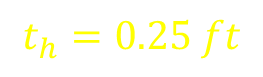 t_h = 0.25 ft